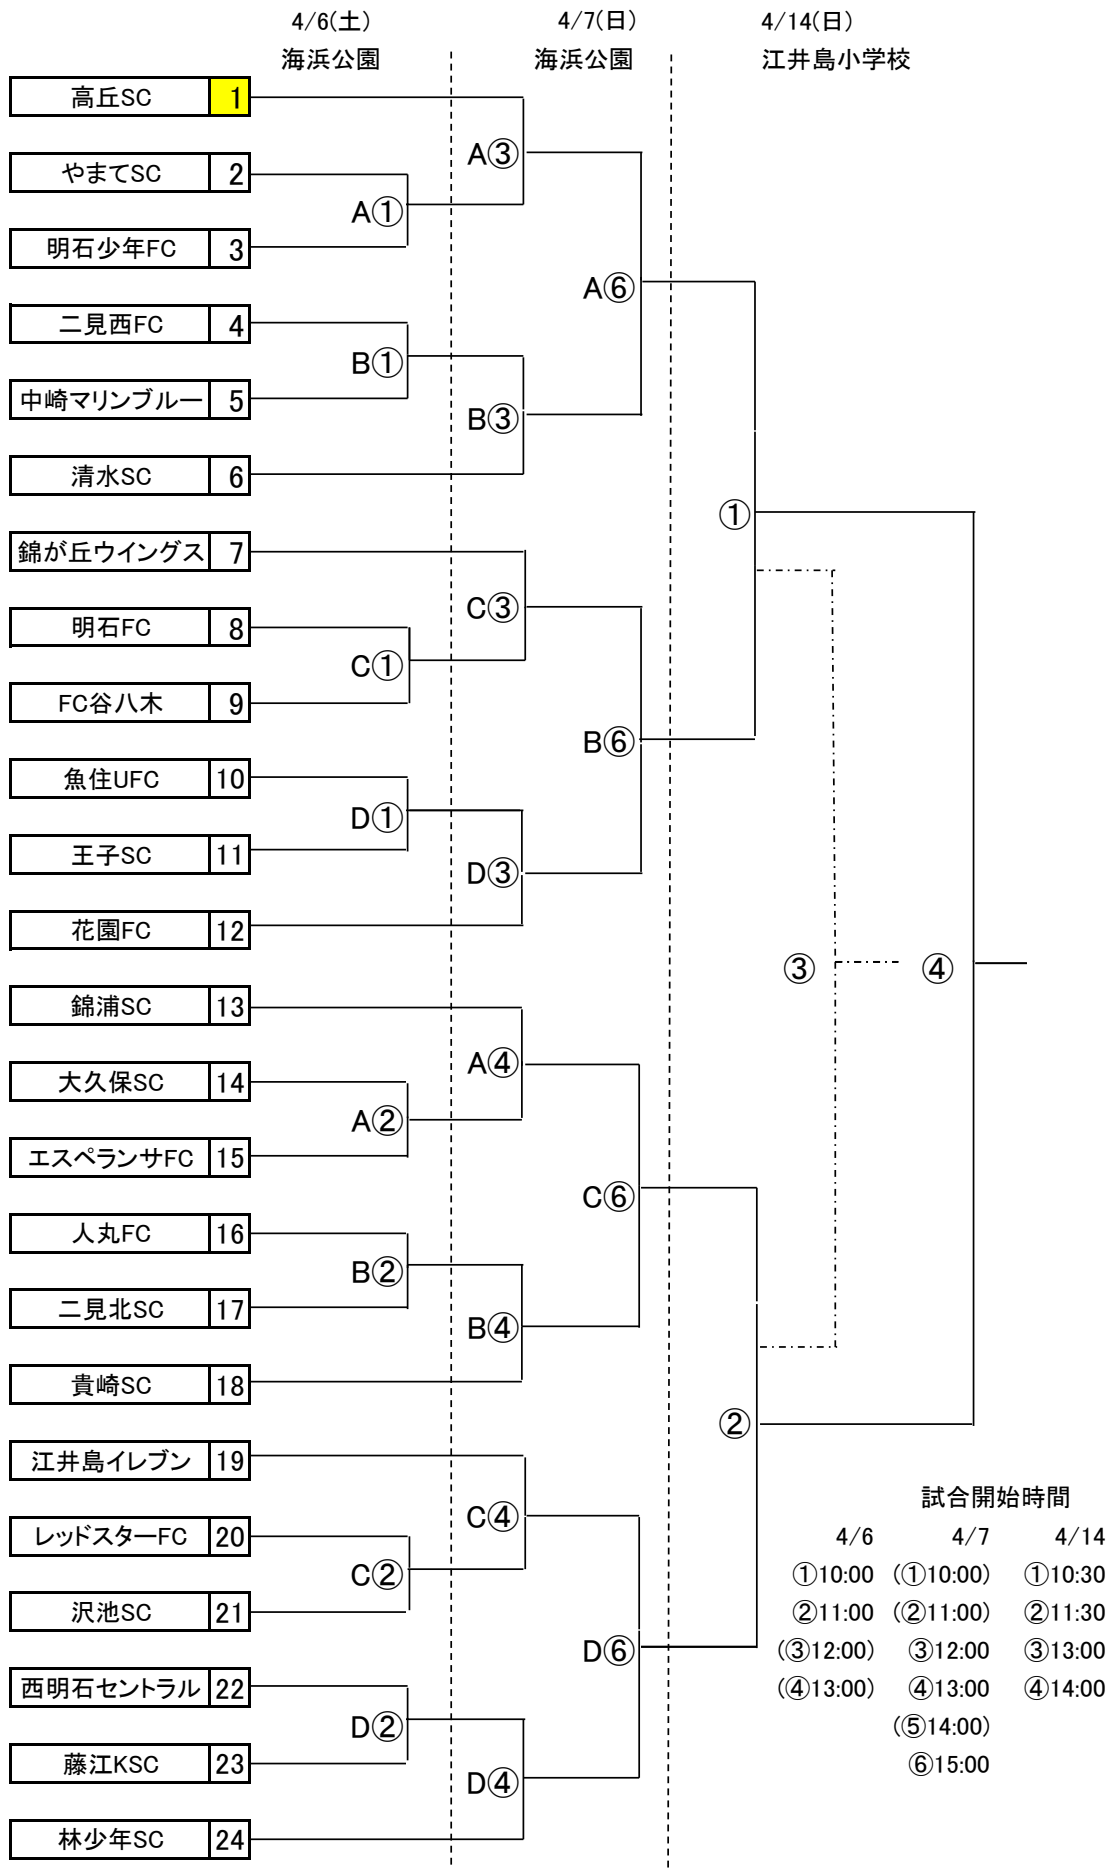 4/6(土) 4/7(日) 4/14(日)
海浜公園 海浜公園 江井島小学校
高丘SC 1
A③
やまてSC 2
A①
明石少年FC 3
A⑥
二見西FC 4
B①
中崎マリンブルー 5
B③
清水SC 6
①
錦が丘ウイングス 7
C③
明石FC 8
C①
FC谷八木 9
B⑥
魚住UFC 10
D①
王子SC 11
D③
花園FC 12
③ ④
錦浦SC 13
A④
大久保SC 14
A②
エスペランサFC 15
C⑥
人丸FC 16
B②
二見北SC 17
B④
貴崎SC 18
②
江井島イレブン 19
C④
レッドスターFC 20
C②
沢池SC 21
D⑥
西明石セントラル 22
D②
藤江KSC 23
D④
林少年SC 24
試合開始時間
4/6 4/7 4/14
①10:00 (①10:00) ①10:30
②11:00 (②11:00) ②11:30
(③12:00) ③12:00 ③13:00
(④13:00) ④13:00 ④14:00
(⑤14:00)
⑥15:00